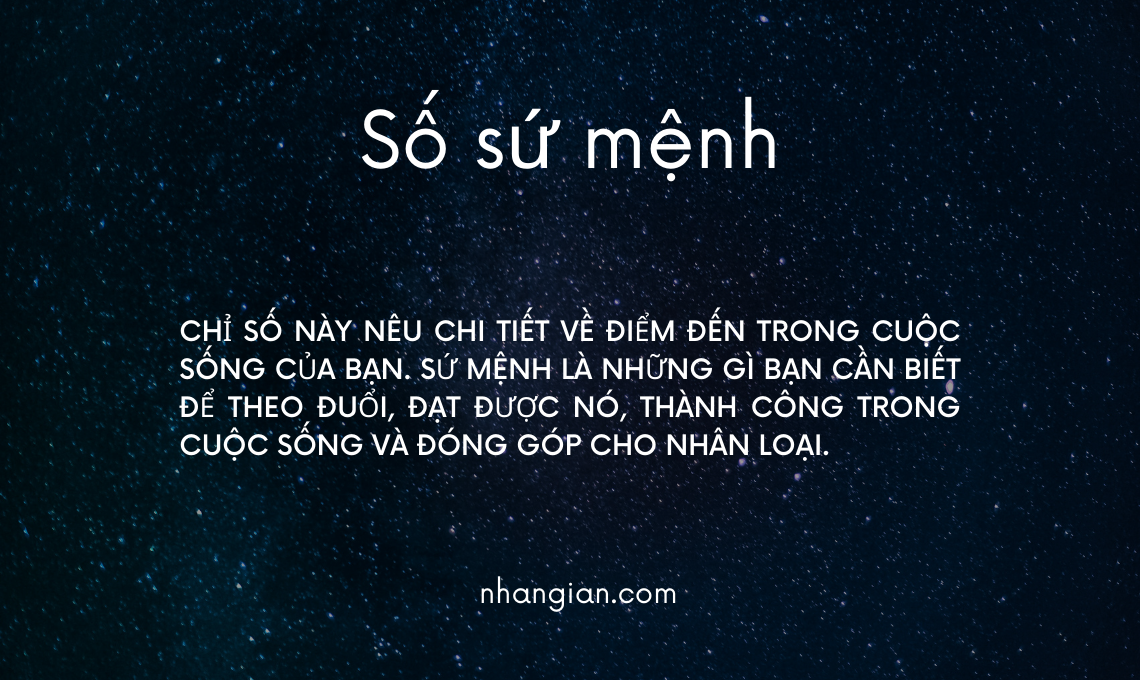 Số sứ mệnh
CHỈ SỐ NÀY NÊU CHI TIẾT VỀ ĐIỂM ĐẾN TRONG CUỘC
SỐNG CỦA BẠN. SỨ MỆNH LÀ NHỮNG GÌ BẠN CẦN BIẾT
ĐỂ THEO ĐUỔI, ĐẠT ĐƯỢC NÓ, THÀNH CÔNG TRONG
CUỘC SỐNG VÀ ĐÓNG GÓP CHO NHÂN LOẠI.
nhangian.com